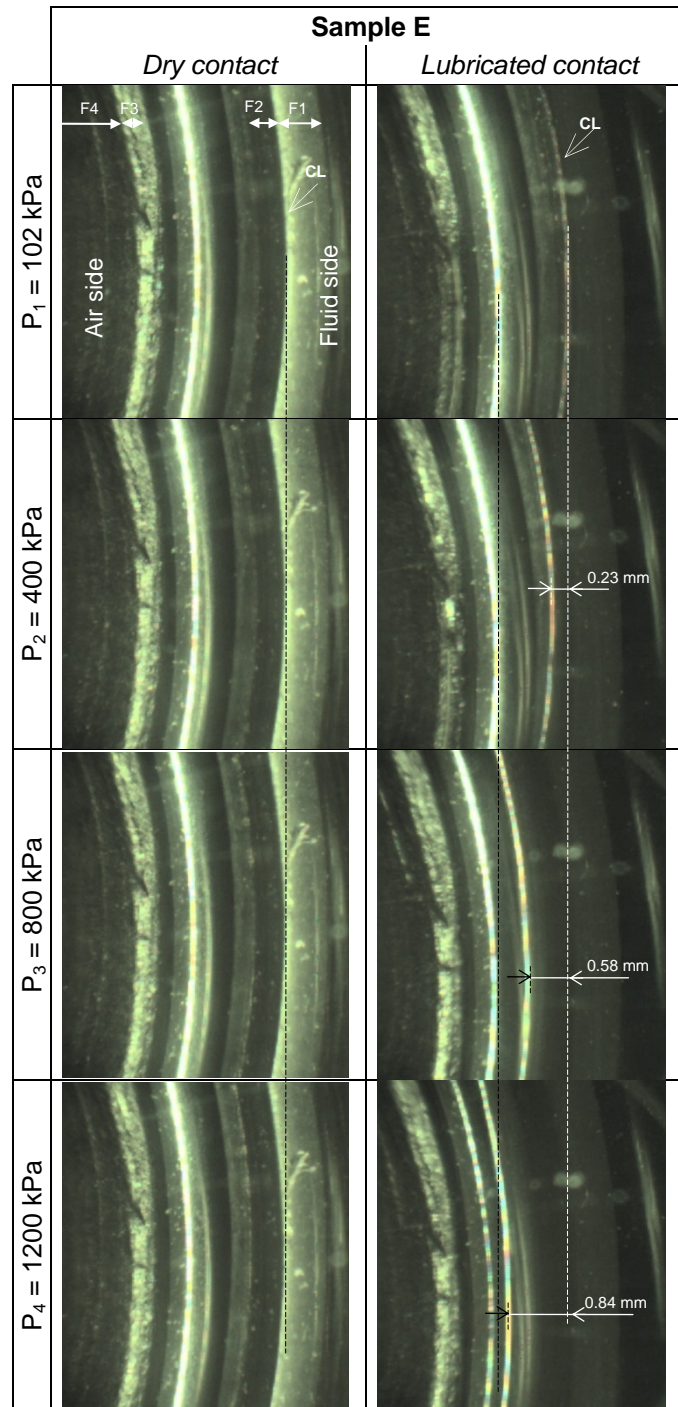 Sample E
Dry contact
Lubricated contact
P1 = 102 kPa
F4
F3
F2
F1
CL
Air side
Fluid side
CL
P2 = 400 kPa
0.23 mm
P3 = 800 kPa
0.58 mm
P4 = 1200 kPa
0.84 mm